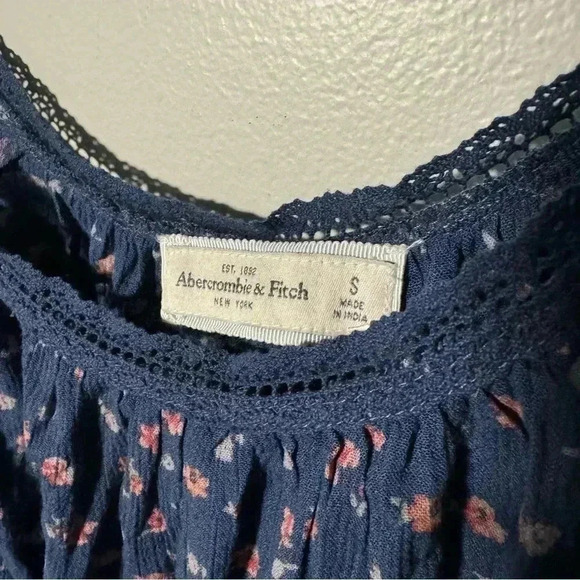 EST. 1892
Abercrombie & Fitch
NEW YORK
S
MADE
IN INDIA